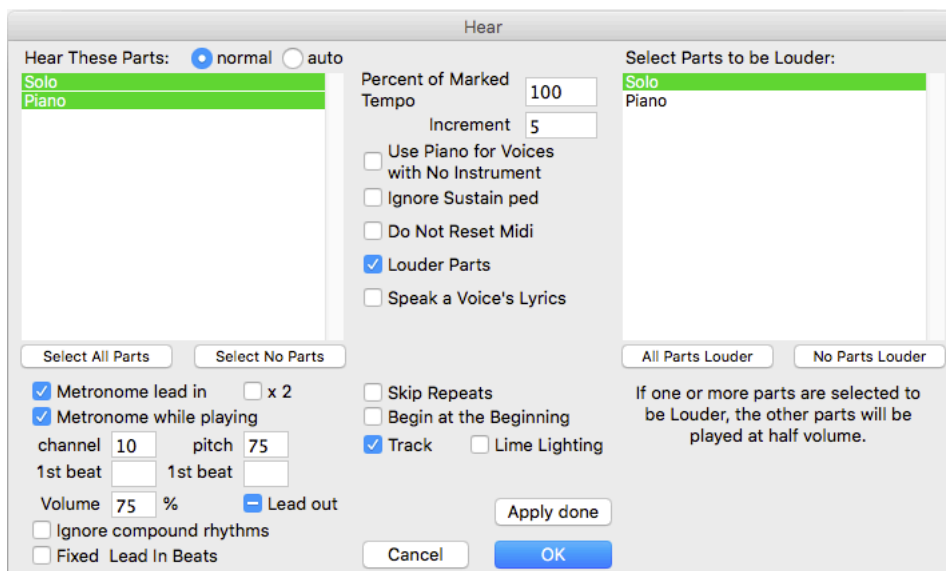 Hear
Hear These Parts: normal auto
Solo
Piano
Select All Parts Select No Parts
Metronome lead in x 2
Metronome while playing
channel 10 pitch 75
1st beat 1st beat
Volume 75 % Lead out
Ignore compound rhythms
Fixed Lead In Beats
Percent of Marked
Tempo 100
Increment 5
Use Piano for Voices
with No Instrument
Ignore Sustain ped
Do Not Reset Midi
Louder Parts
Speak a Voice's Lyrics
Skip Repeats
Begin at the Beginning
Track Lime Lighting
Apply done
Cancel OK
Select Parts to be Louder:
Solo
Piano
All Parts Louder No Parts Louder
If one or more parts are selected to
be Louder, the other parts will be
played at half volume.